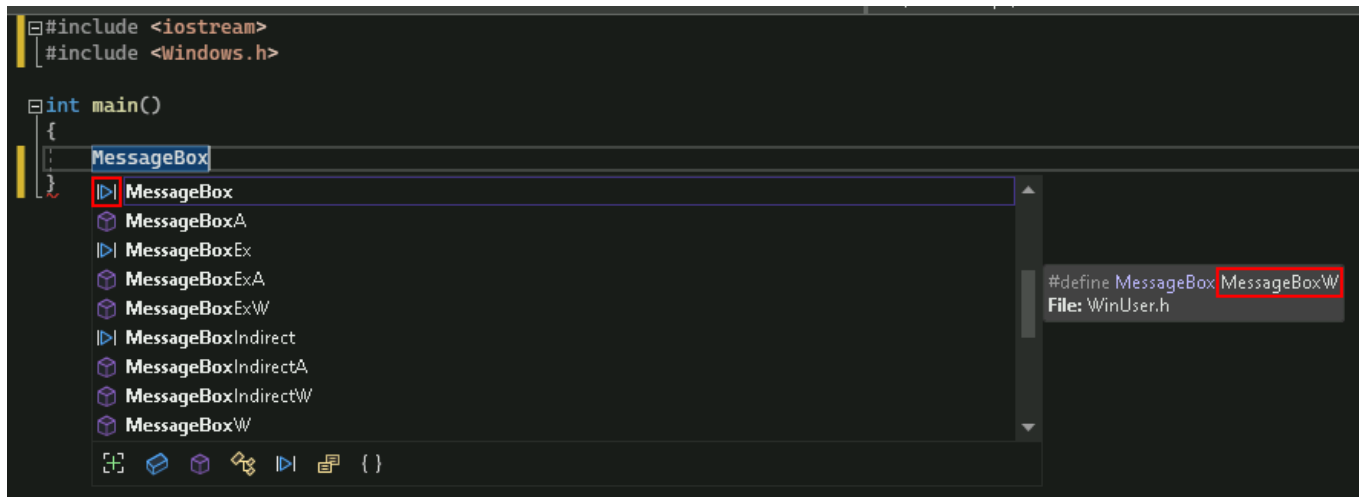 #include <iostream>
#include <Windows.h>
int main()
{
MessageBox
}
MessageBox
MessageBoxA
MessageBoxEx
MessageBoxExA
MessageBoxExW
MessageBoxIndirect
MessageBoxIndirectA
MessageBoxIndirectW
MessageBoxW
{ }
#define MessageBox MessageBoxW
File: WinUser.h